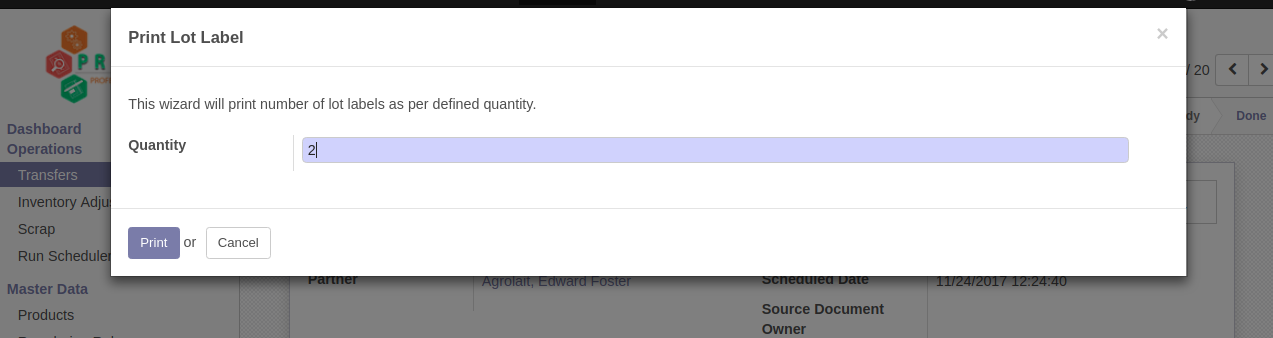 Print Lot Label
×
This wizard will print number of lot labels as per defined quantity.
Quantity
2
Print or Cancel
/ 20
dy
Done
Dashboard
Operations
Transfers
Inventory Adjus
Scrap
Run Scheduler
Master Data
Products
Partner
Agrolait, Edward Foster
Scheduled Date
11/24/2017 12:24:40
Source Document
Owner